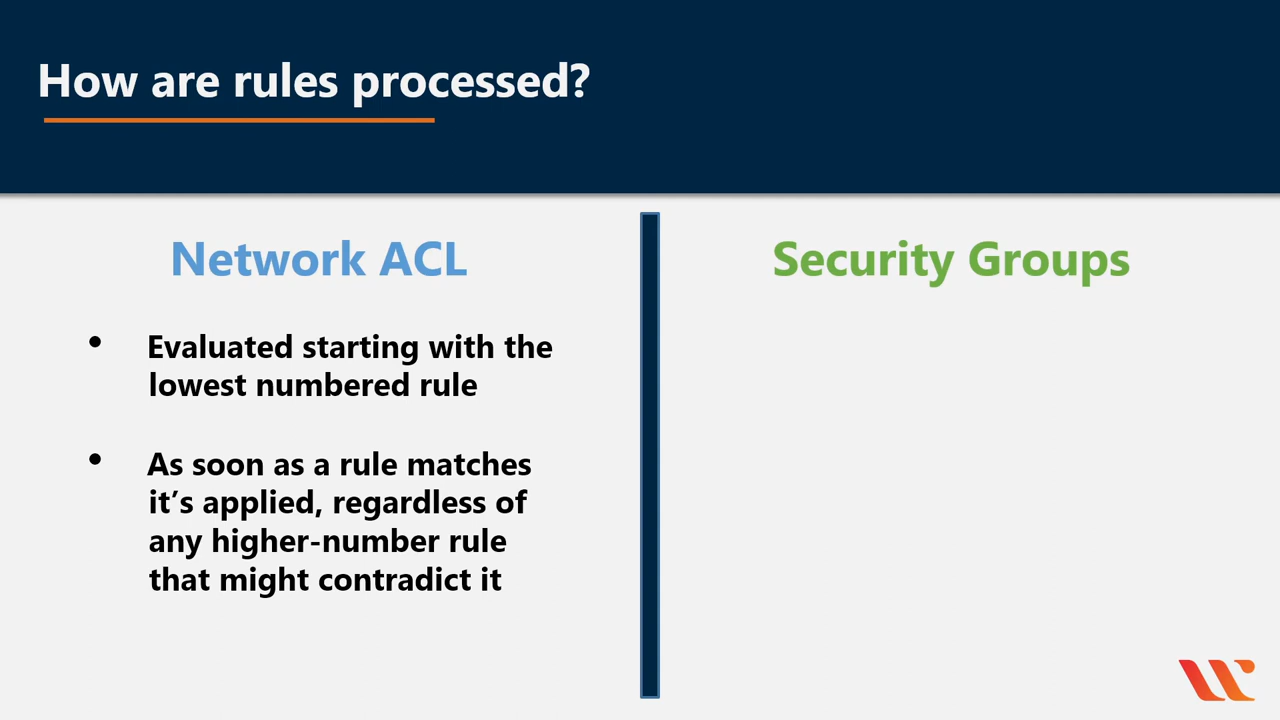 How are rules processed?
Network ACL
• Evaluated starting with the
lowest numbered rule
• As soon as a rule matches
it’s applied, regardless of
any higher-number rule
that might contradict it
Security Groups